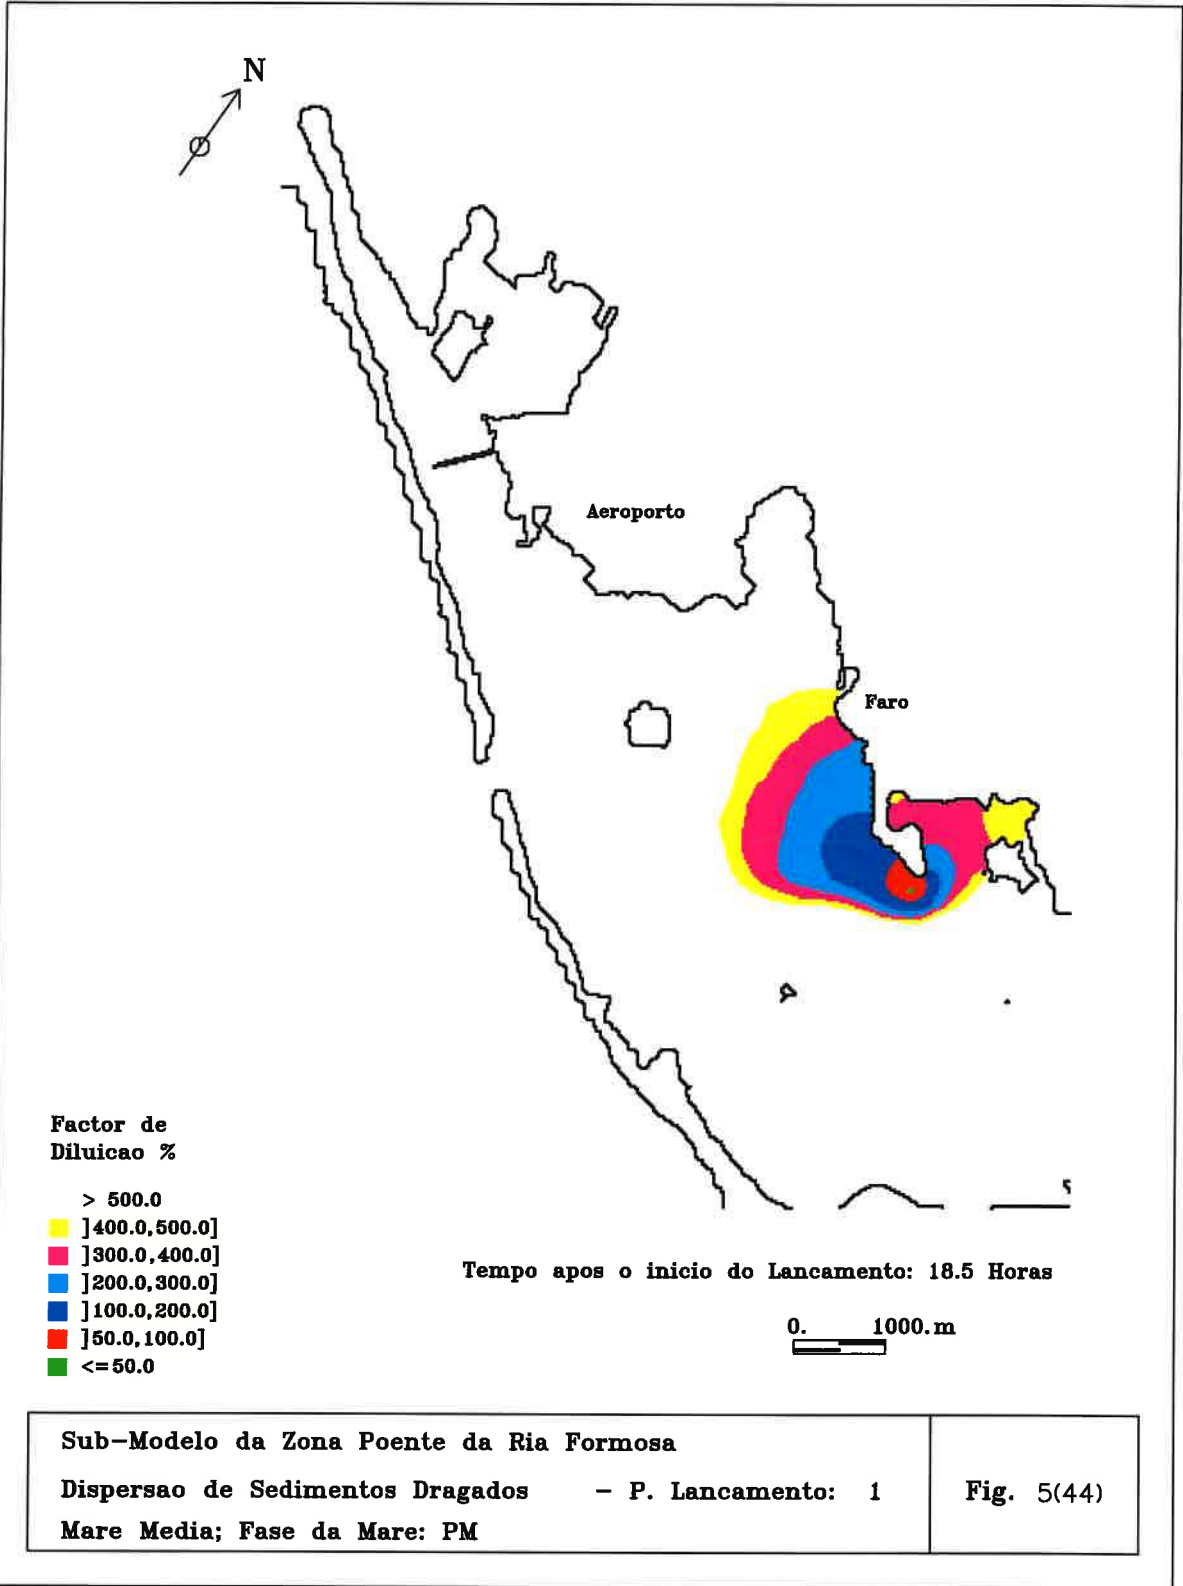 N
Aeroporto
Faro
Factor de
Diluicao %
> 500.0
]400.0,500.0]
]300.0,400.0]
]200.0,300.0]
]100.0,200.0]
]50.0,100.0]
<=50.0
Tempo apos o inicio do Lancamento: 18.5 Horas
0. 1000.m
Sub-Modelo da Zona Poente da Ria Formosa
Dispersao de Sedimentos Dragados - P. Lancamento: 1
Mare Media; Fase da Mare: PM
Fig. 5(44)